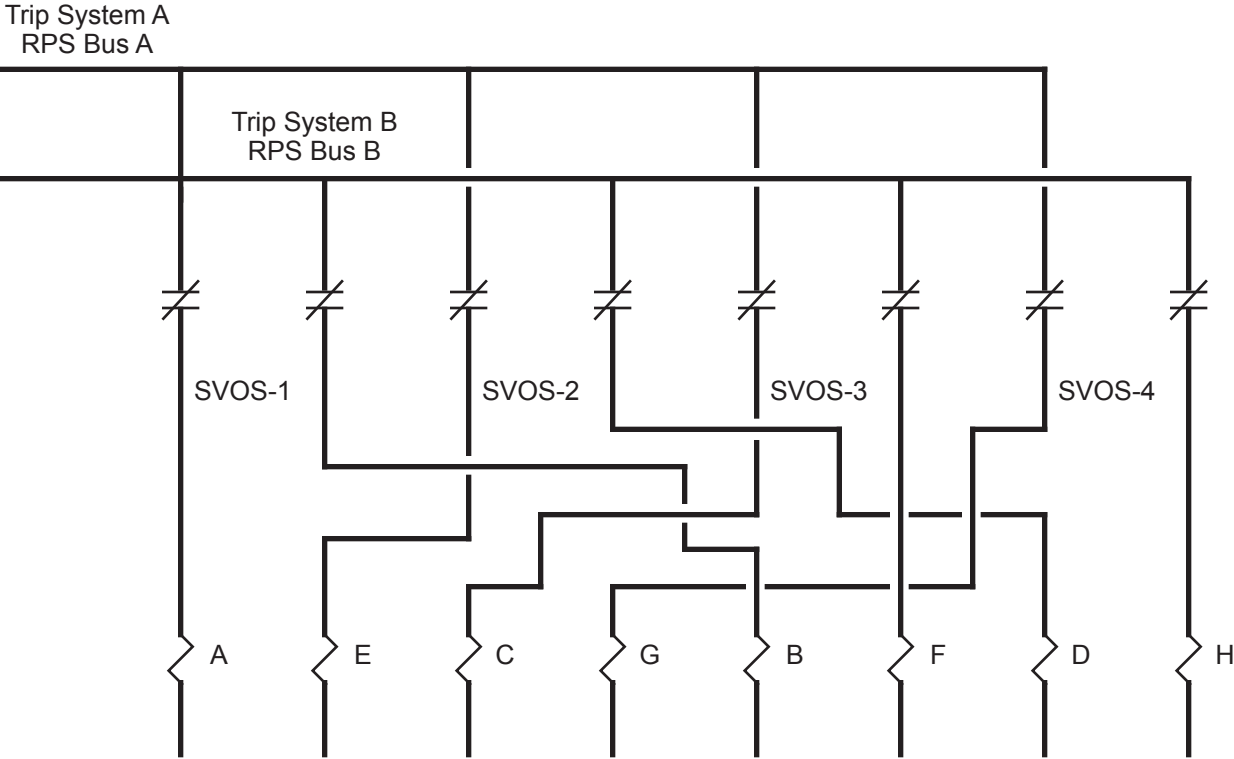 Trip System A
RPS Bus A
Trip System B
RPS Bus B
SVOS-1
SVOS-2
SVOS-3
SVOS-4
A
E
C
G
B
F
D
H